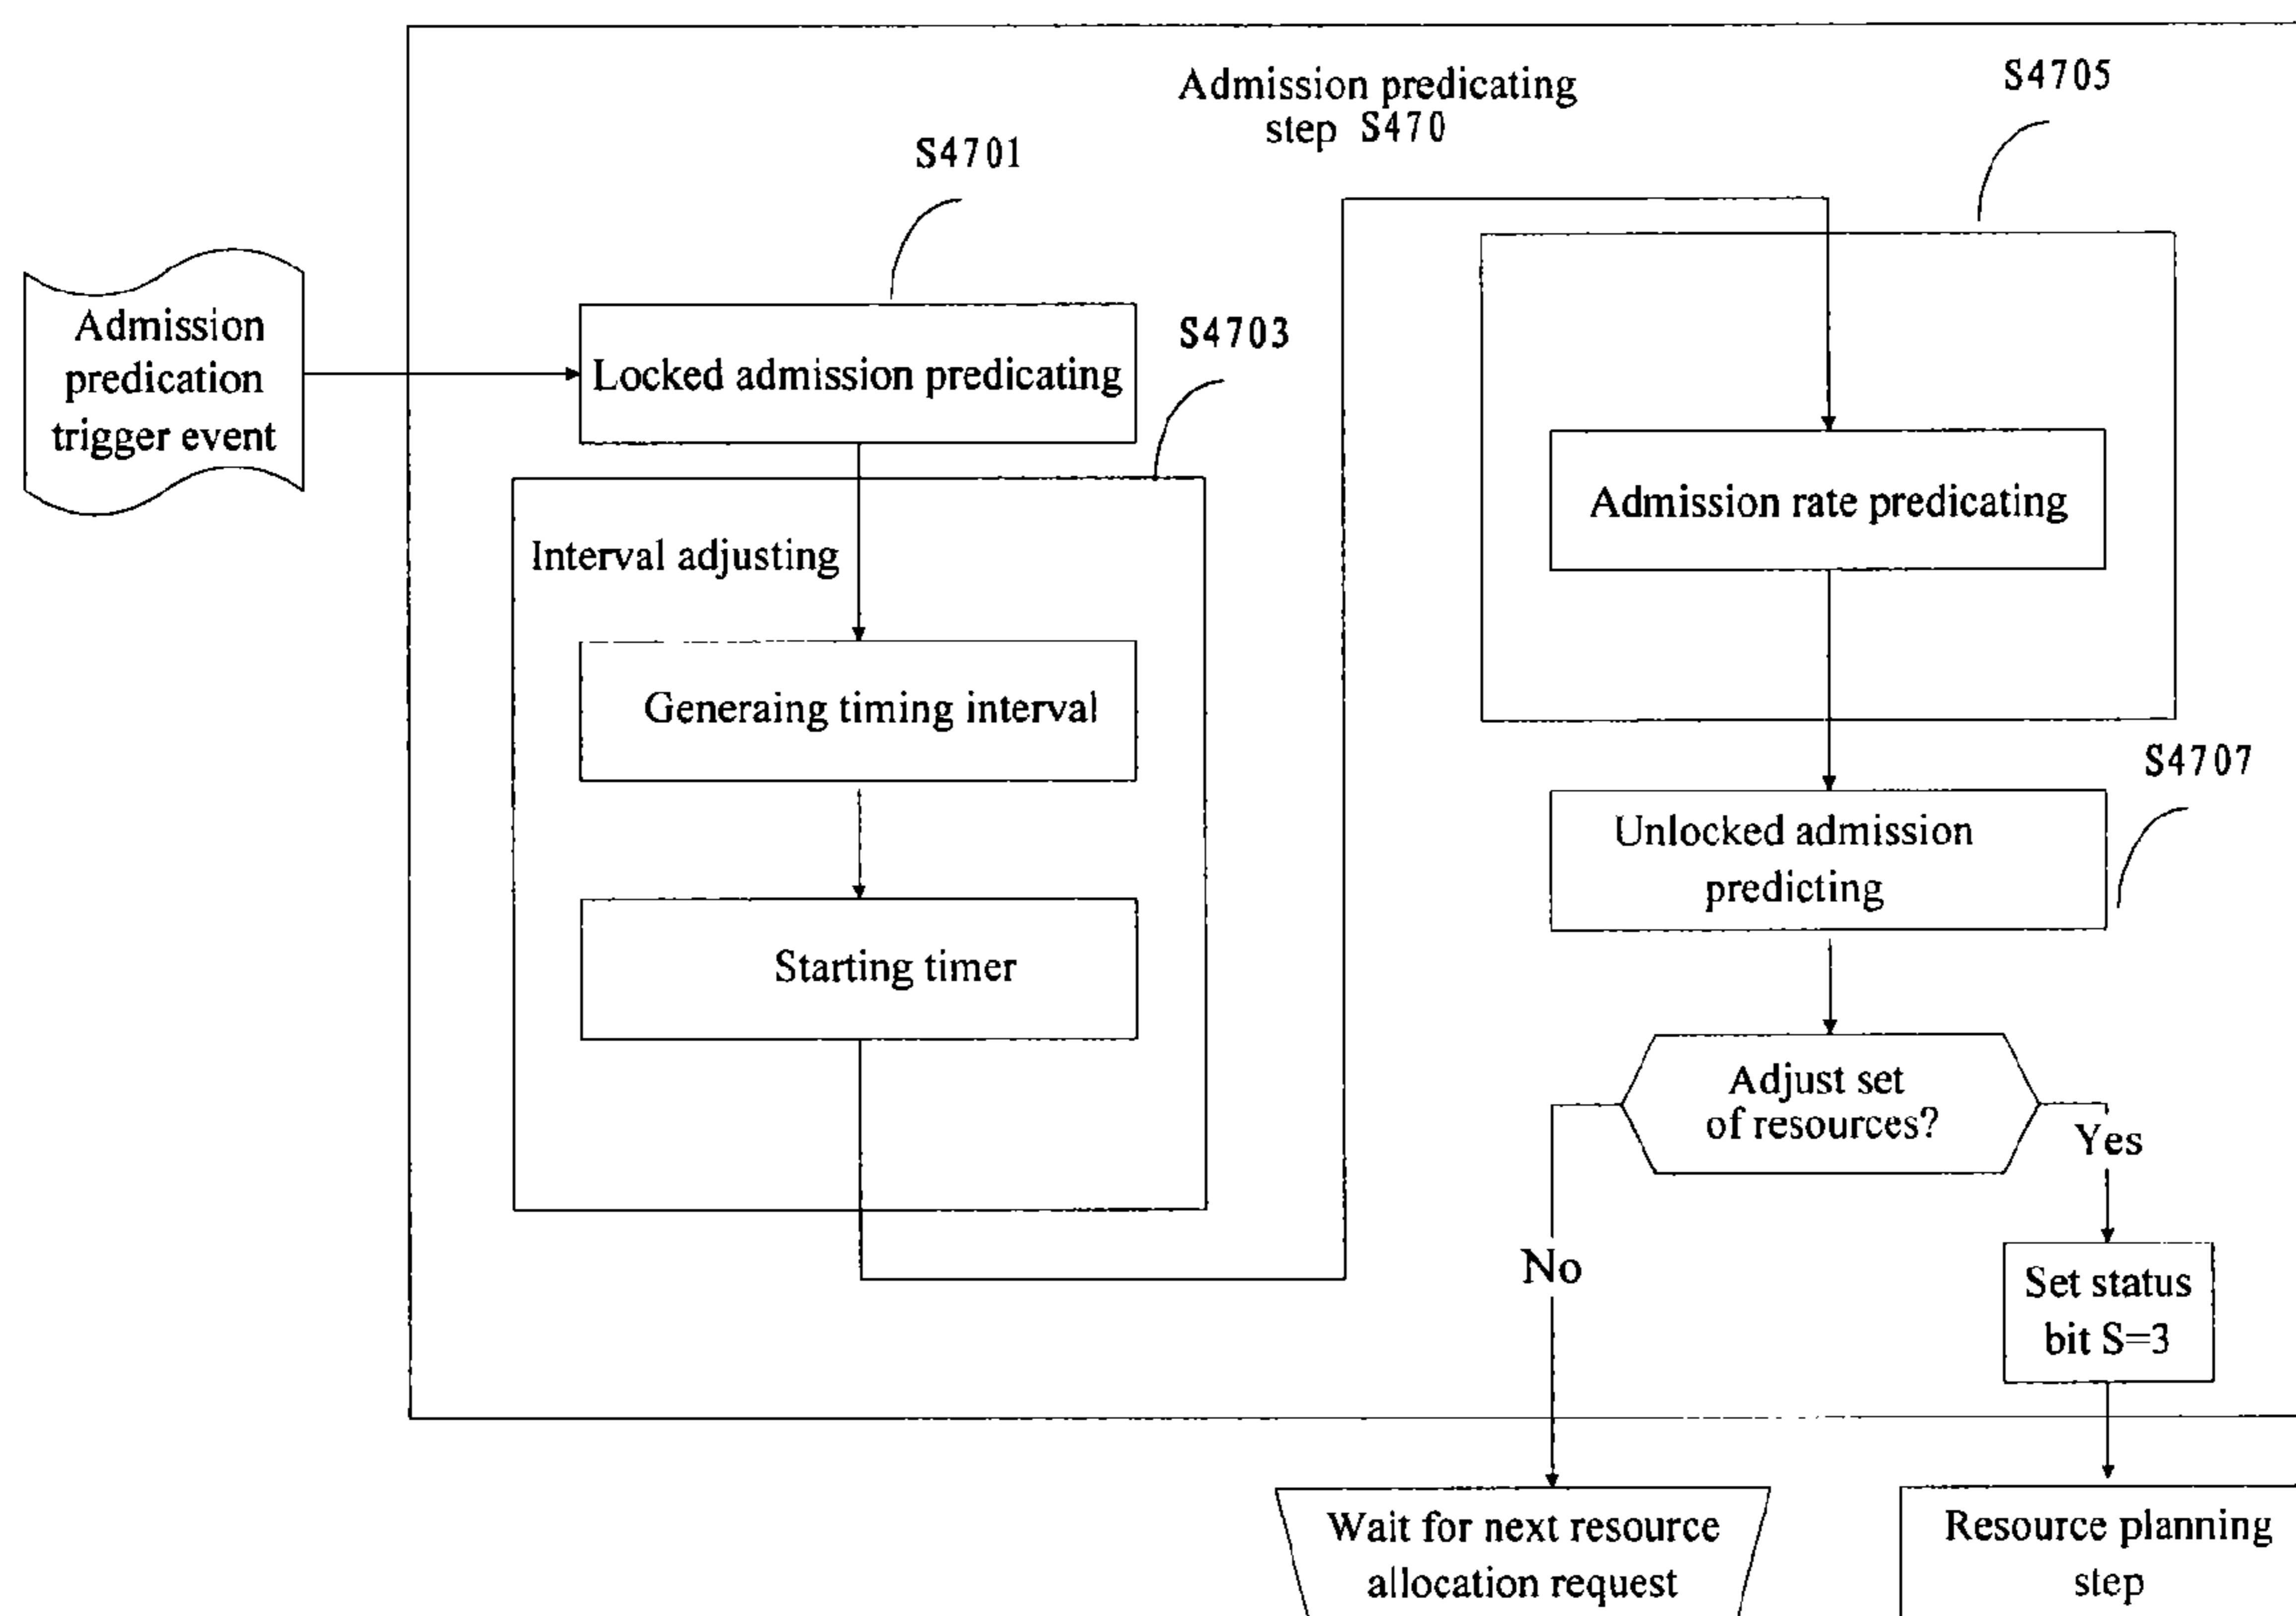 Admission predicating
step S470
S4705
S4701
Admission
predication
trigger event
Locked admission predicating
S4703
Interval adjusting
Generaing timing interval
Starting timer
Admission rate predicating
S4707
Unlocked admission
predicting
Adjust set
of resources?
Yes
No
Set status
bit S=3
Wait for next resource
allocation request
Resource planning
step